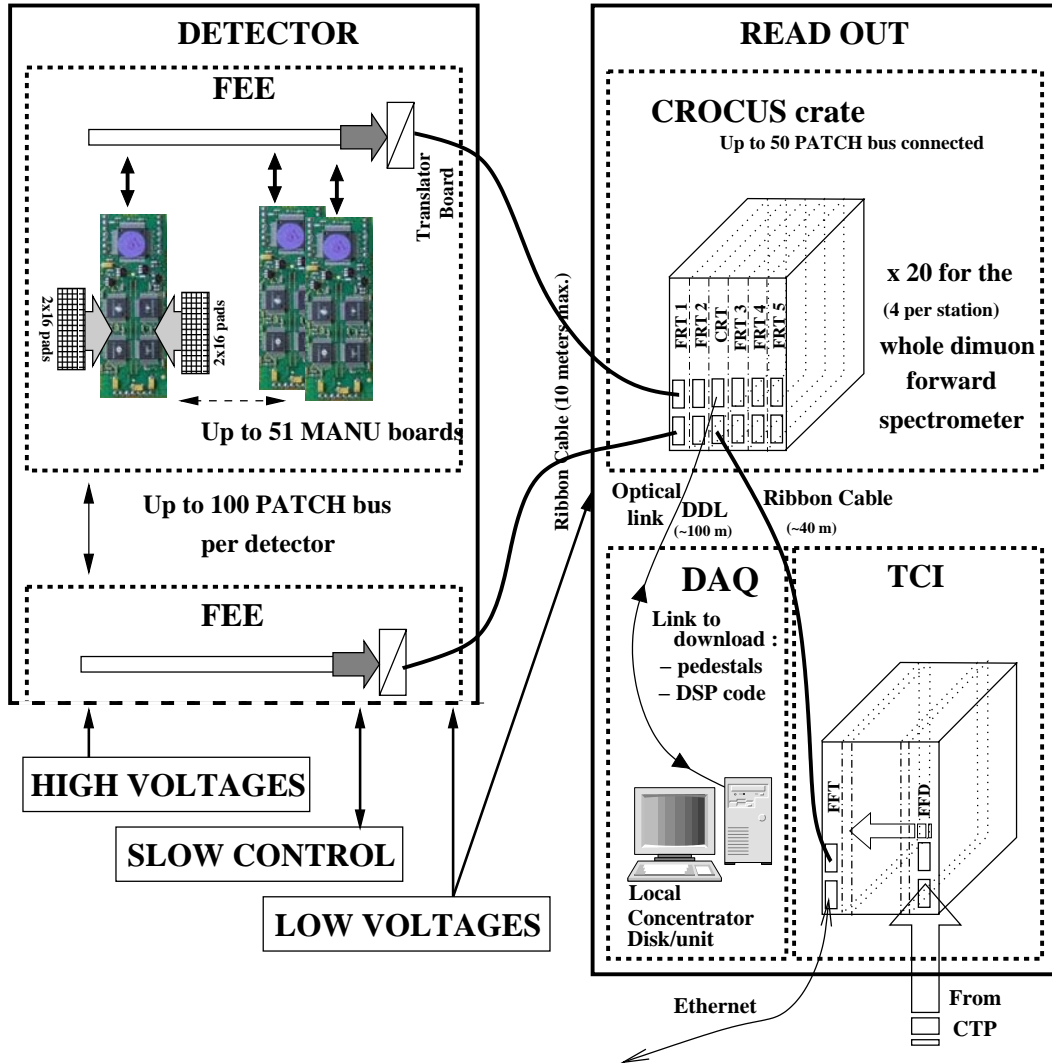 DETECTOR
FEE
Translator
Board
2x16 pads
2x16 pads
Up to 51 MANU boards
Up to 100 PATCH bus
per detector
FEE
HIGH VOLTAGES
SLOW CONTROL
LOW VOLTAGES
Ribbon Cable (10 meters max.)
READ OUT
CROCUS crate
Up to 50 PATCH bus connected
FRT 1
FRT 2
CRT
FRT 3
FRT 4
FRT 5
x 20 for the
(4 per station)
whole dimuon
forward
spectrometer
Optical
link
DDL
(~100 m)
Ribbon Cable
(~40 m)
DAQ
Link to
download :
– pedestals
– DSP code
Local
Concentrator
Disk/unit
TCI
FFT
FFD
Ethernet
From
CTP